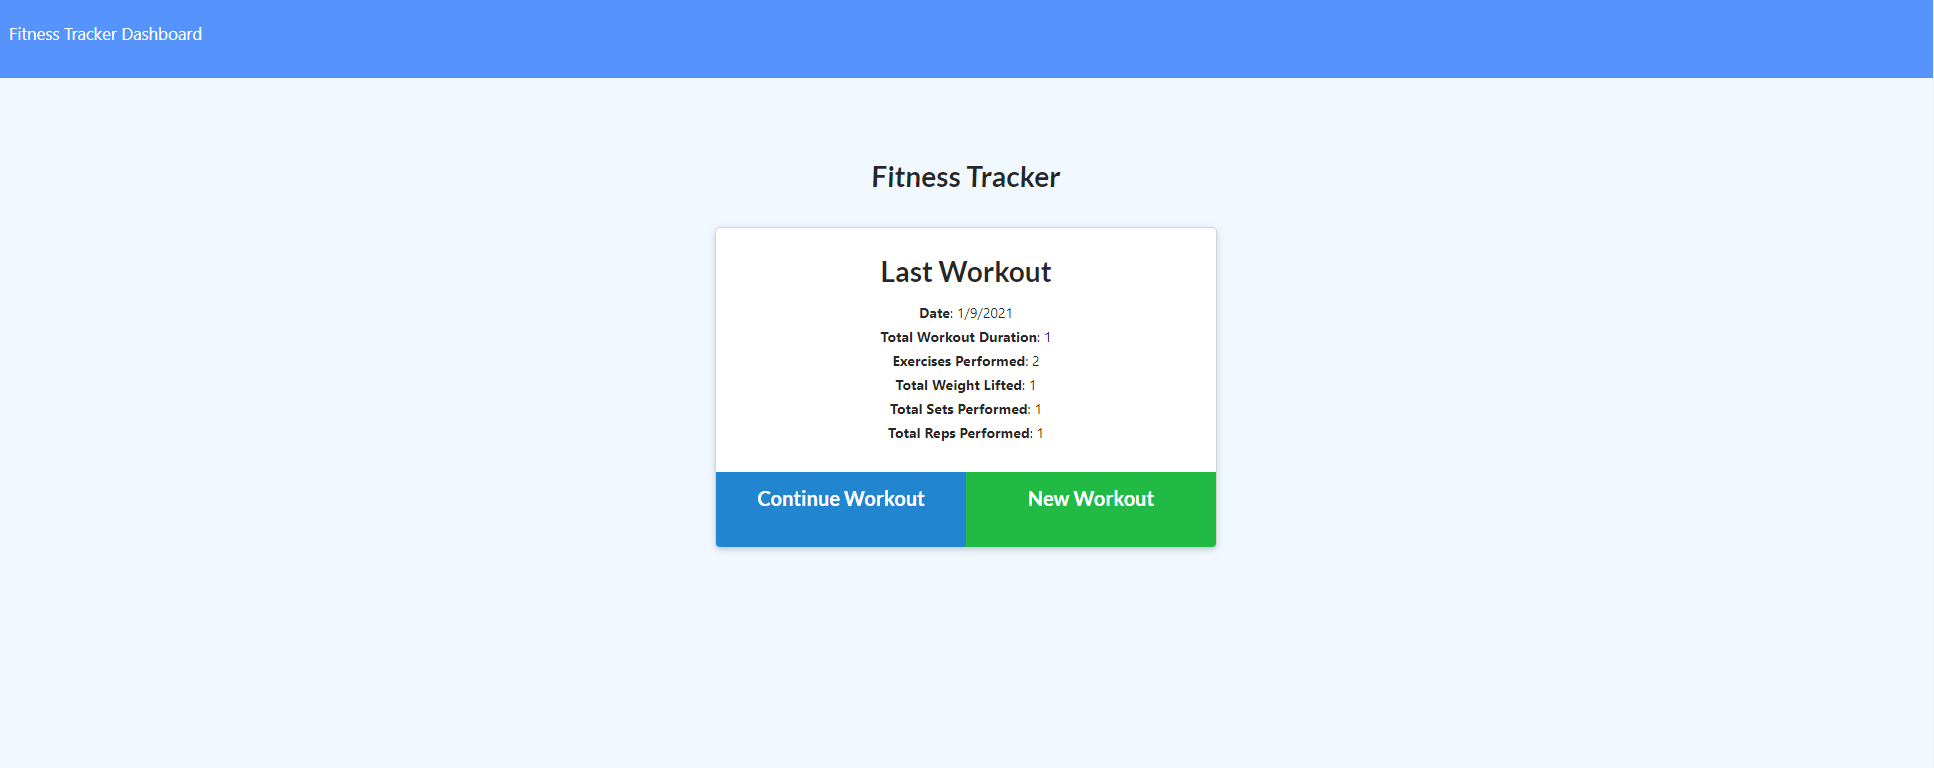 Fitness Tracker Dashboard
Fitness Tracker
Last Workout
Date: 1/9/2021
Total Workout Duration: 1
Exercises Performed: 2
Total Weight Lifted: 1
Total Sets Performed: 1
Total Reps Performed: 1
Continue Workout New Workout